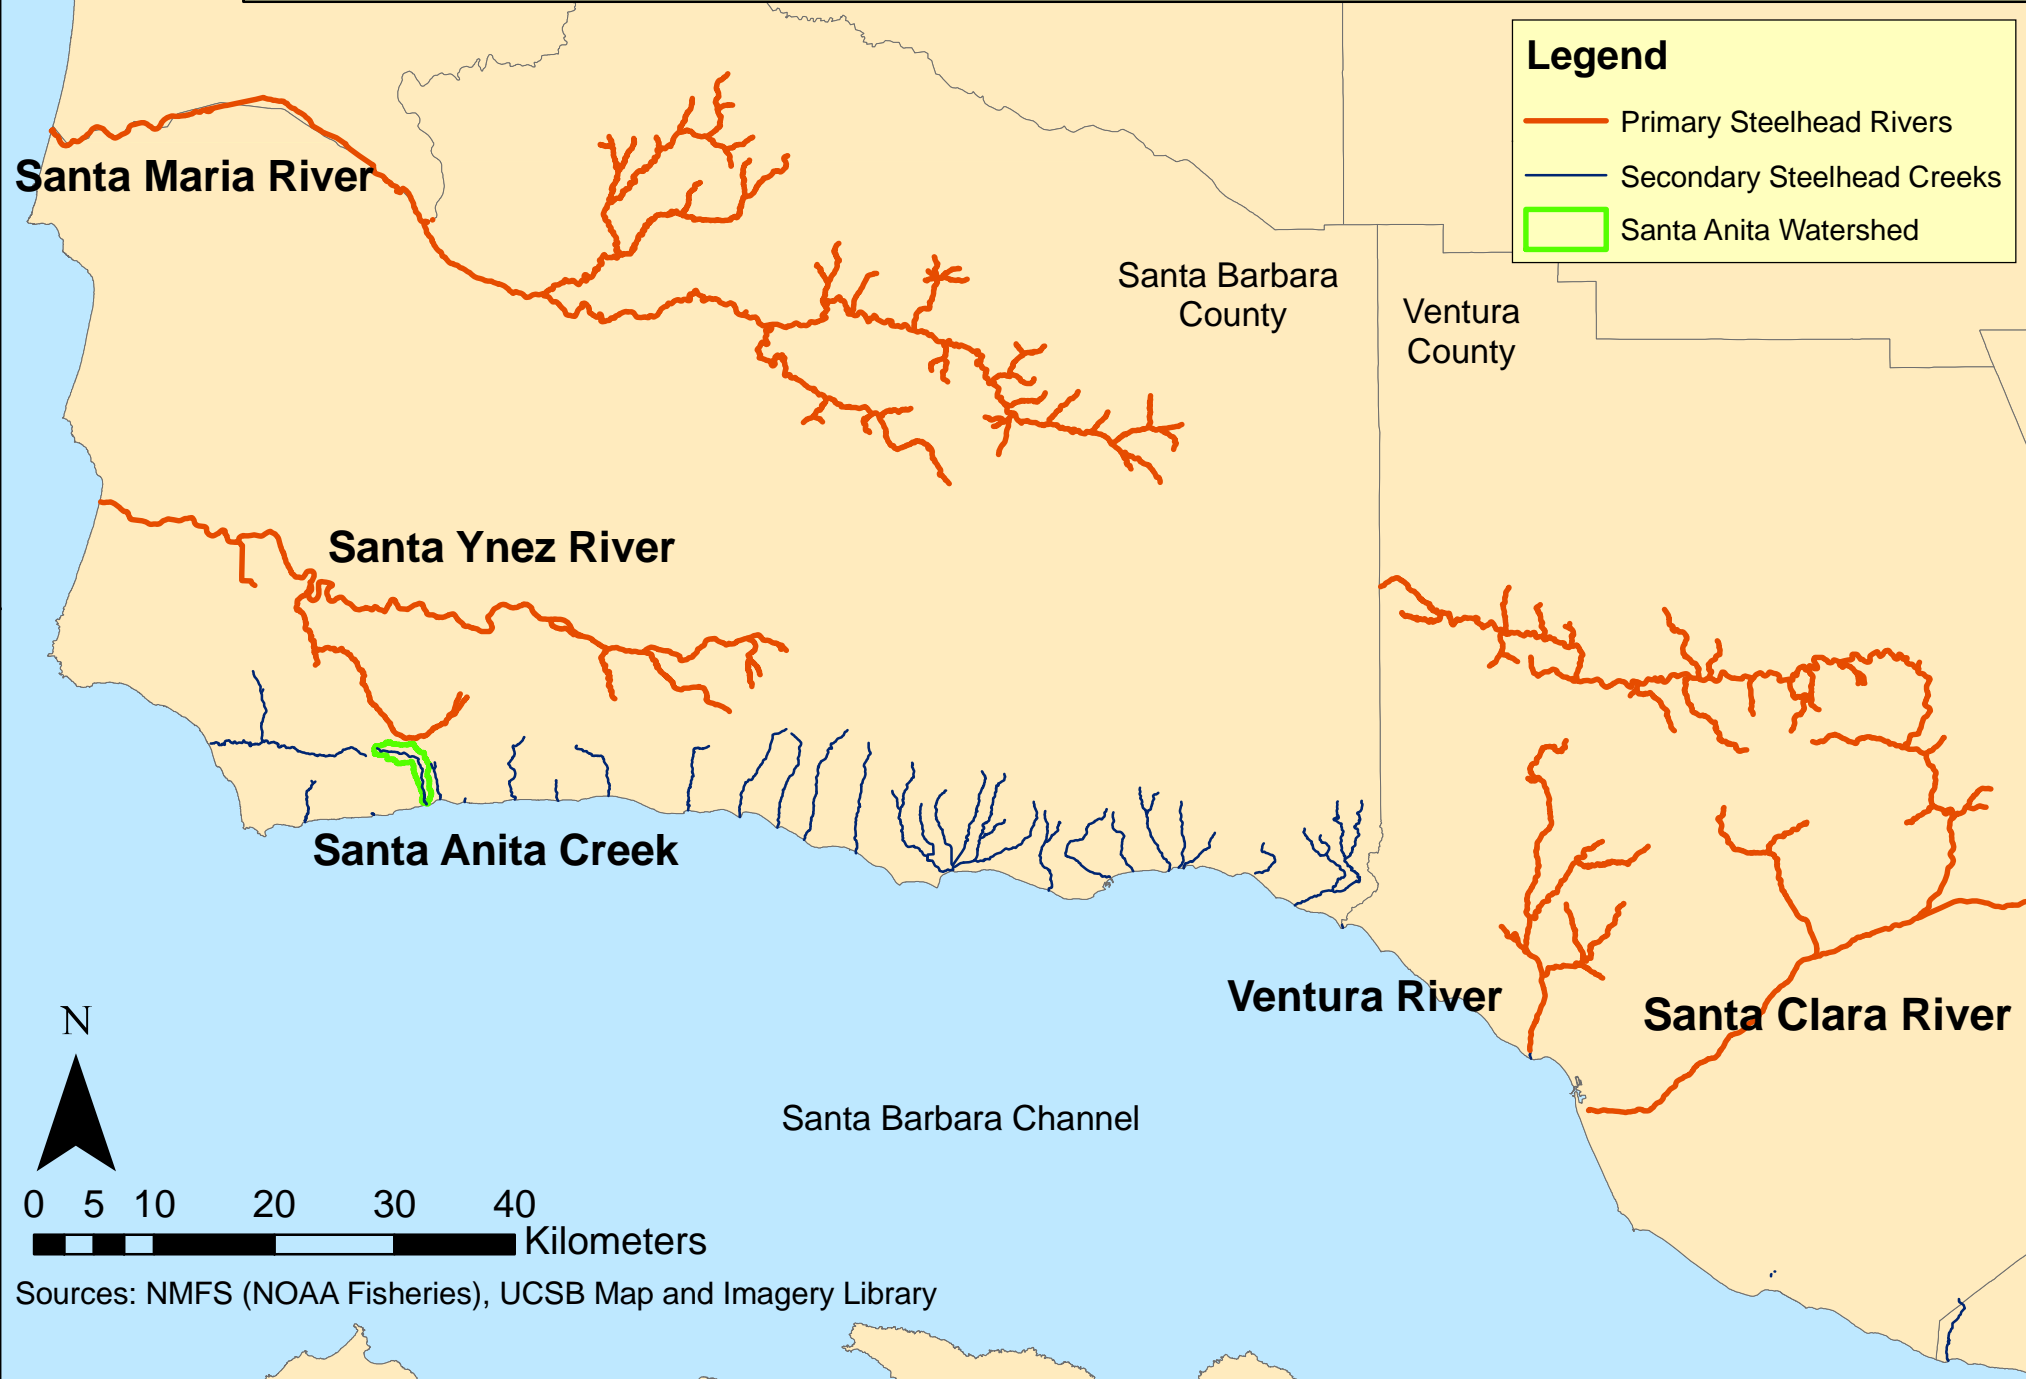 Legend
Primary Steelhead Rivers
Secondary Steelhead Creeks
Santa Anita Watershed
Santa Maria River
Santa Barbara
County
Ventura
County
Santa Ynez River
Santa Anita Creek
Ventura River
Santa Clara River
N
Santa Barbara Channel
0 5 10 20 30 40
Kilometers
Sources: NMFS (NOAA Fisheries), UCSB Map and Imagery Library